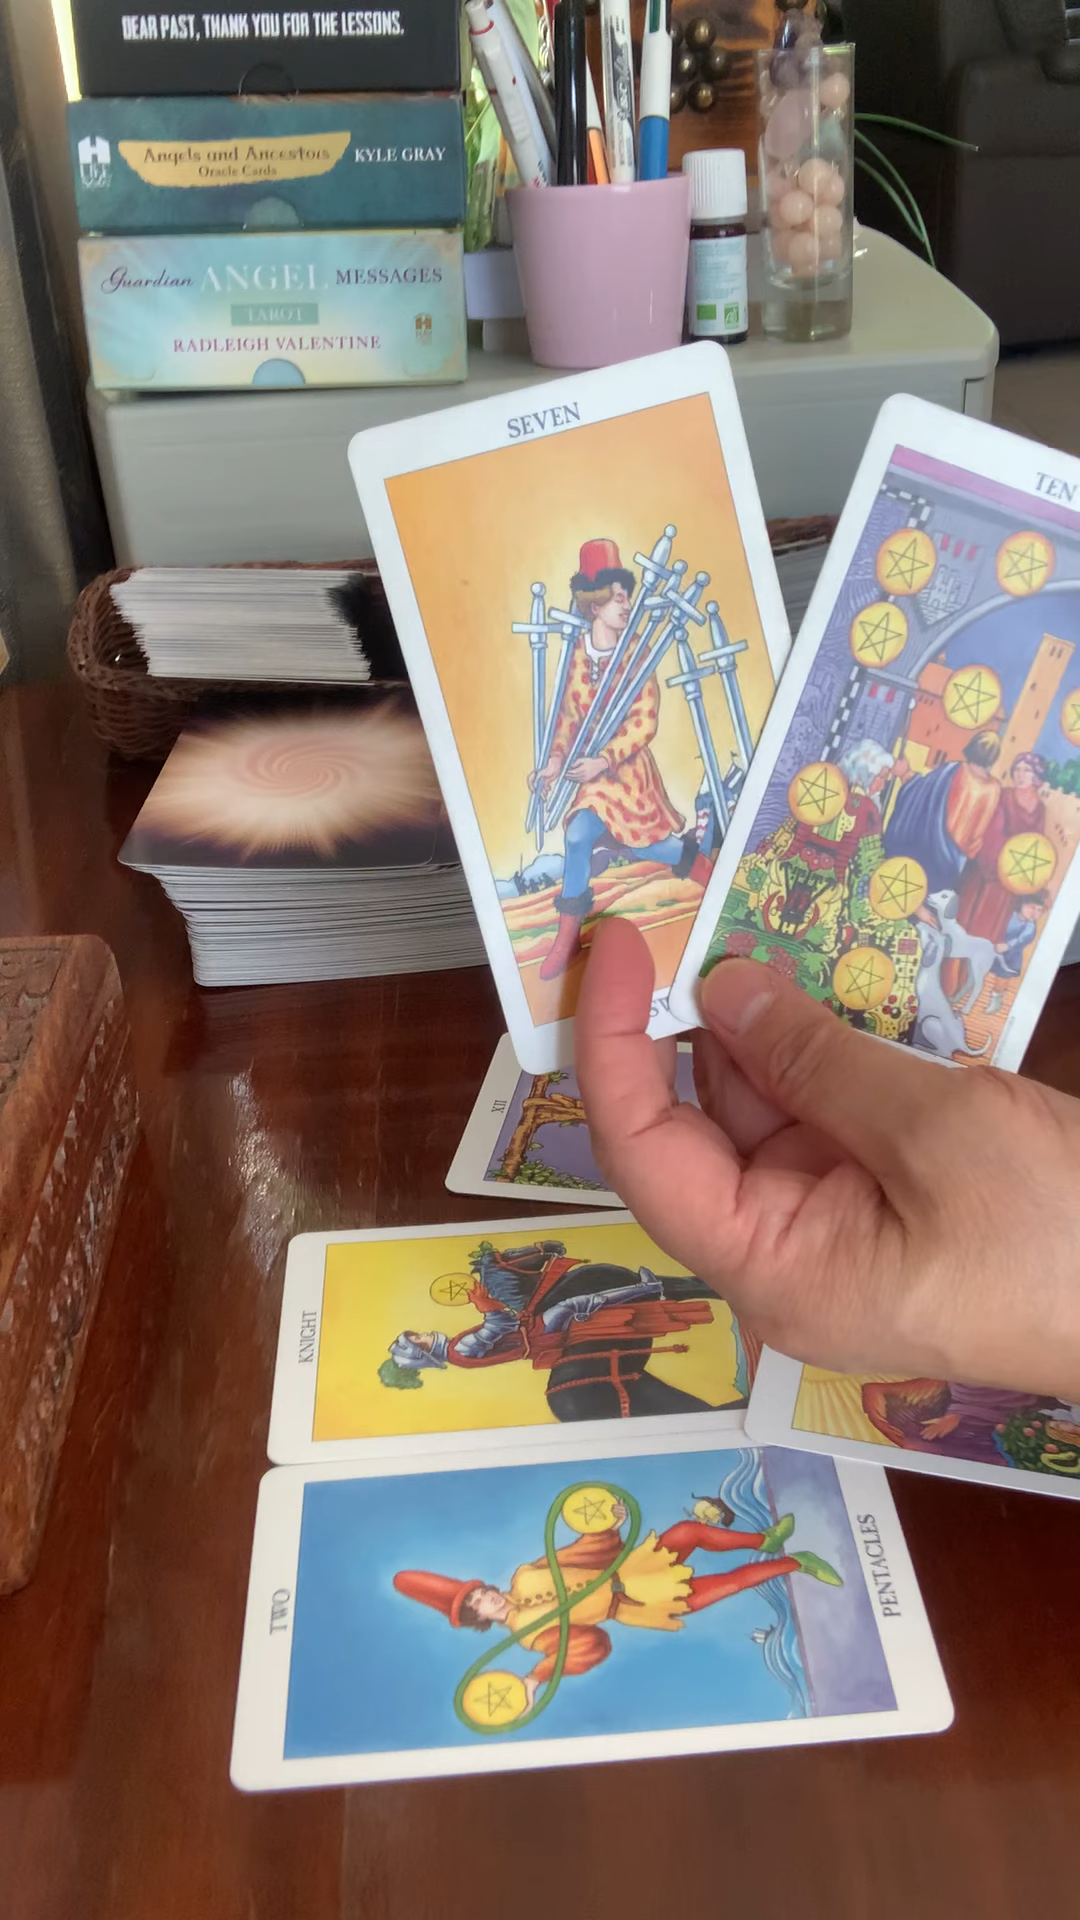 DEAR PAST, THANK YOU FOR THE LESSONS.
Angels and Ancestors
Oracle Cards
KYLE GRAY
Guardian ANGEL MESSAGES
TAROT
RADLEIGH VALENTINE
SEVEN
TEN
XII
KNIGHT
TWO
PENTACLES